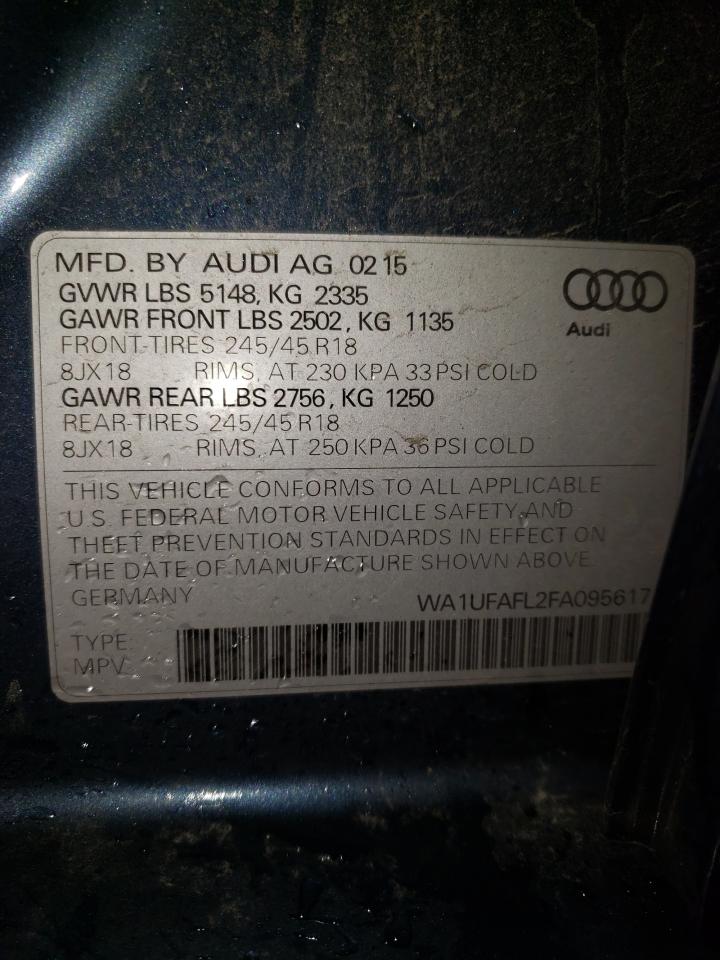 MFD. BY AUDI AG 02 15
GVWR LBS 5148, KG 2335
GAWR FRONT LBS 2502, KG 1135
FRONT-TIRES 245/45 R18
8JX18 RIMS, AT 230 KPA 33 PSI COLD
GAWR REAR LBS 2756, KG 1250
REAR-TIRES 245/45 R18
8JX18 RIMS, AT 250 KPA 36 PSI COLD
Audi
THIS VEHICLE CONFORMS TO ALL APPLICABLE
U.S. FEDERAL MOTOR VEHICLE SAFETY AND
THEFT PREVENTION STANDARDS IN EFFECT ON
THE DATE OF MANUFACTURE SHOWN ABOVE.
GERMANY WA1UFAFL2FA095617
TYPE:
MPV